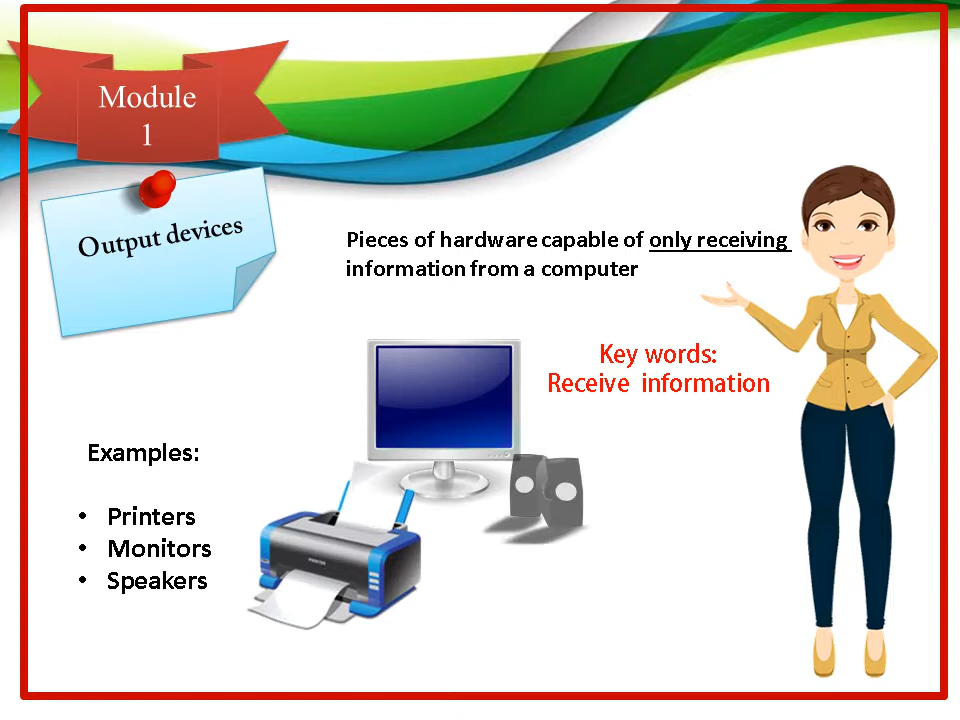 Module
1
Output devices
Pieces of hardware capable of only receiving
information from a computer
Key words:
Receive information
Examples:
• Printers
• Monitors
• Speakers